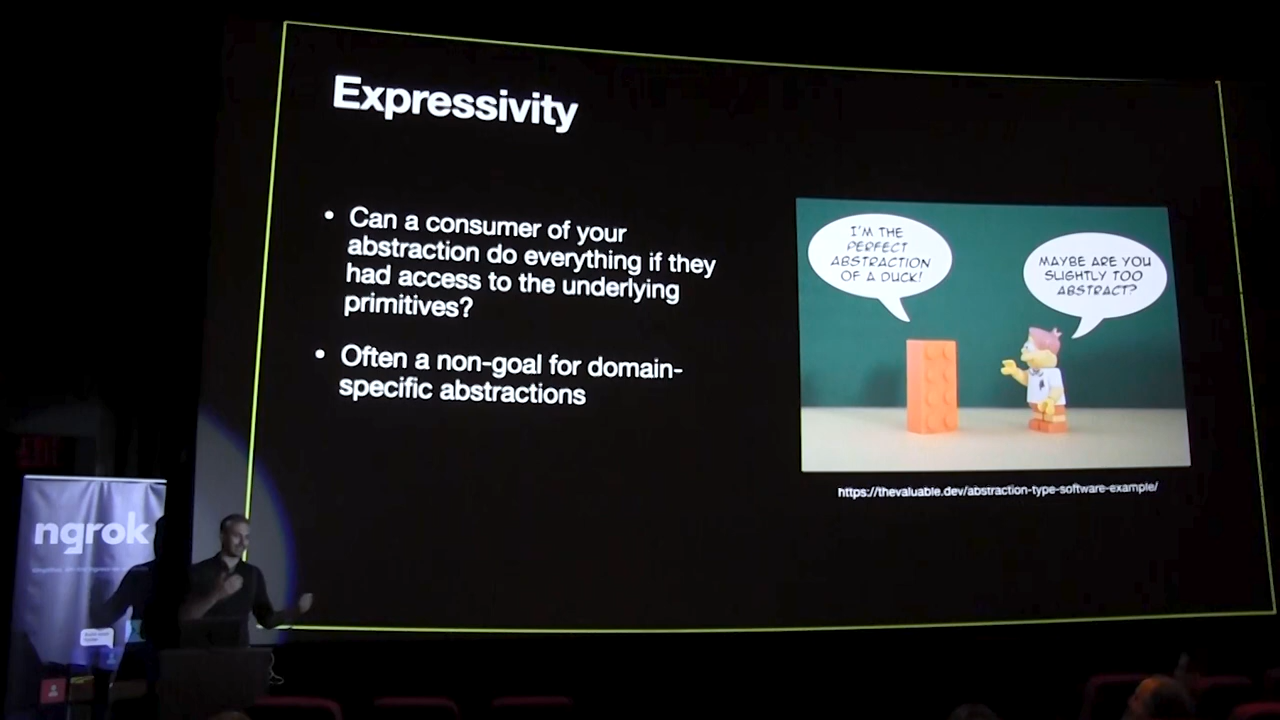 Expressivity
• Can a consumer of your
abstraction do everything if they
had access to the underlying
primitives?
• Often a non-goal for domain-
specific abstractions
I'M THE
PERFECT
ABSTRACTION
OF A DUCK!
MAYBE ARE YOU
SLIGHTLY TOO
ABSTRACT?
https://thevaluable.dev/abstraction-type-software-example/
ngrok